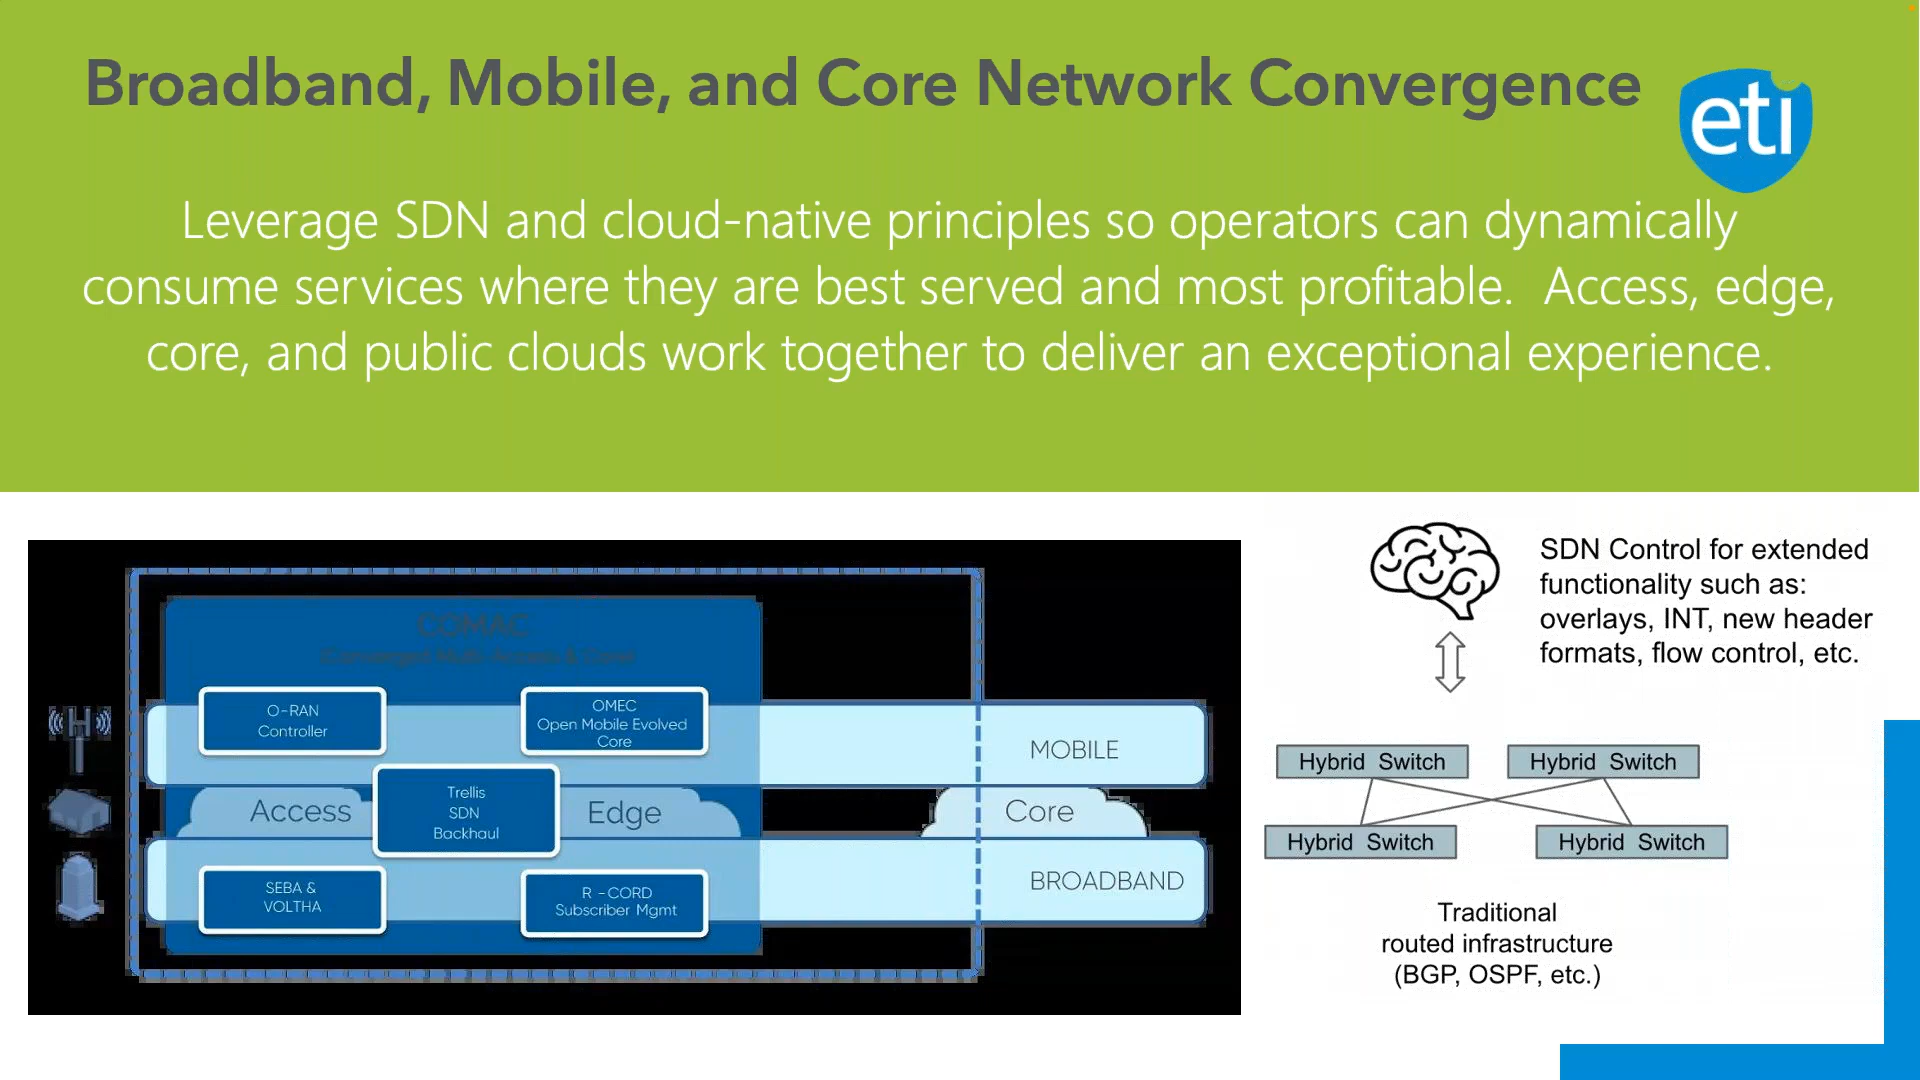 Broadband, Mobile, and Core Network Convergence
eti
Leverage SDN and cloud-native principles so operators can dynamically
consume services where they are best served and most profitable. Access, edge,
core, and public clouds work together to deliver an exceptional experience.
COMAC
(Converged Multi-Access & Core)
O-RAN
Controller
OMEC
Open Mobile Evolved
Core
MOBILE
Access
Trellis
SDN
Backhaul
Edge
Core
SEBA &
VOLTHA
R -CORD
Subscriber Mgmt
BROADBAND
SDN Control for extended
functionality such as:
overlays, INT, new header
formats, flow control, etc.
Hybrid Switch
Hybrid Switch
Hybrid Switch
Hybrid Switch
Traditional
routed infrastructure
(BGP, OSPF, etc.)